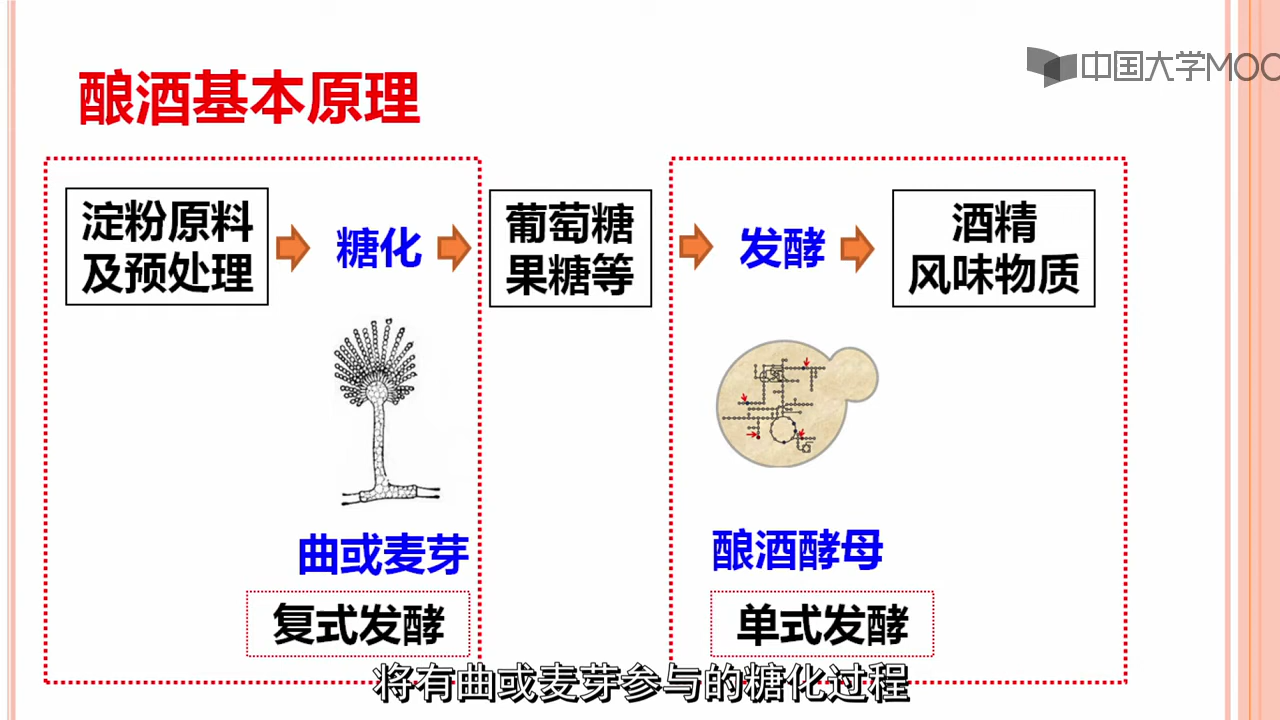 中国大学MOO
酿酒基本原理
淀粉原料
及预处理
糖化
葡萄糖
果糖等
发酵
酒精
风味物质
曲或麦芽
酿酒酵母
复式发酵
单式发酵
将有曲或麦芽参与的糖化过程